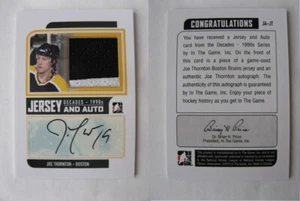 JERSEY
DECADES - 1990s
AND AUTO
JOE THORNTON - BOSTON
CONGRATULATIONS
JA-JT
You have received a Jersey and Auto
card from the Decades - 1990s Series
by In The Game. On the front of this
card is a piece of a game-used
Joe Thornton Boston Bruins jersey and an
authentic Joe Thornton autograph. The
authenticity of this autograph is guaranteed
by In The Game. Enjoy your piece of
hockey history as you get In The Game.
Dr. Brian H. Price
President, In The Game, Inc.